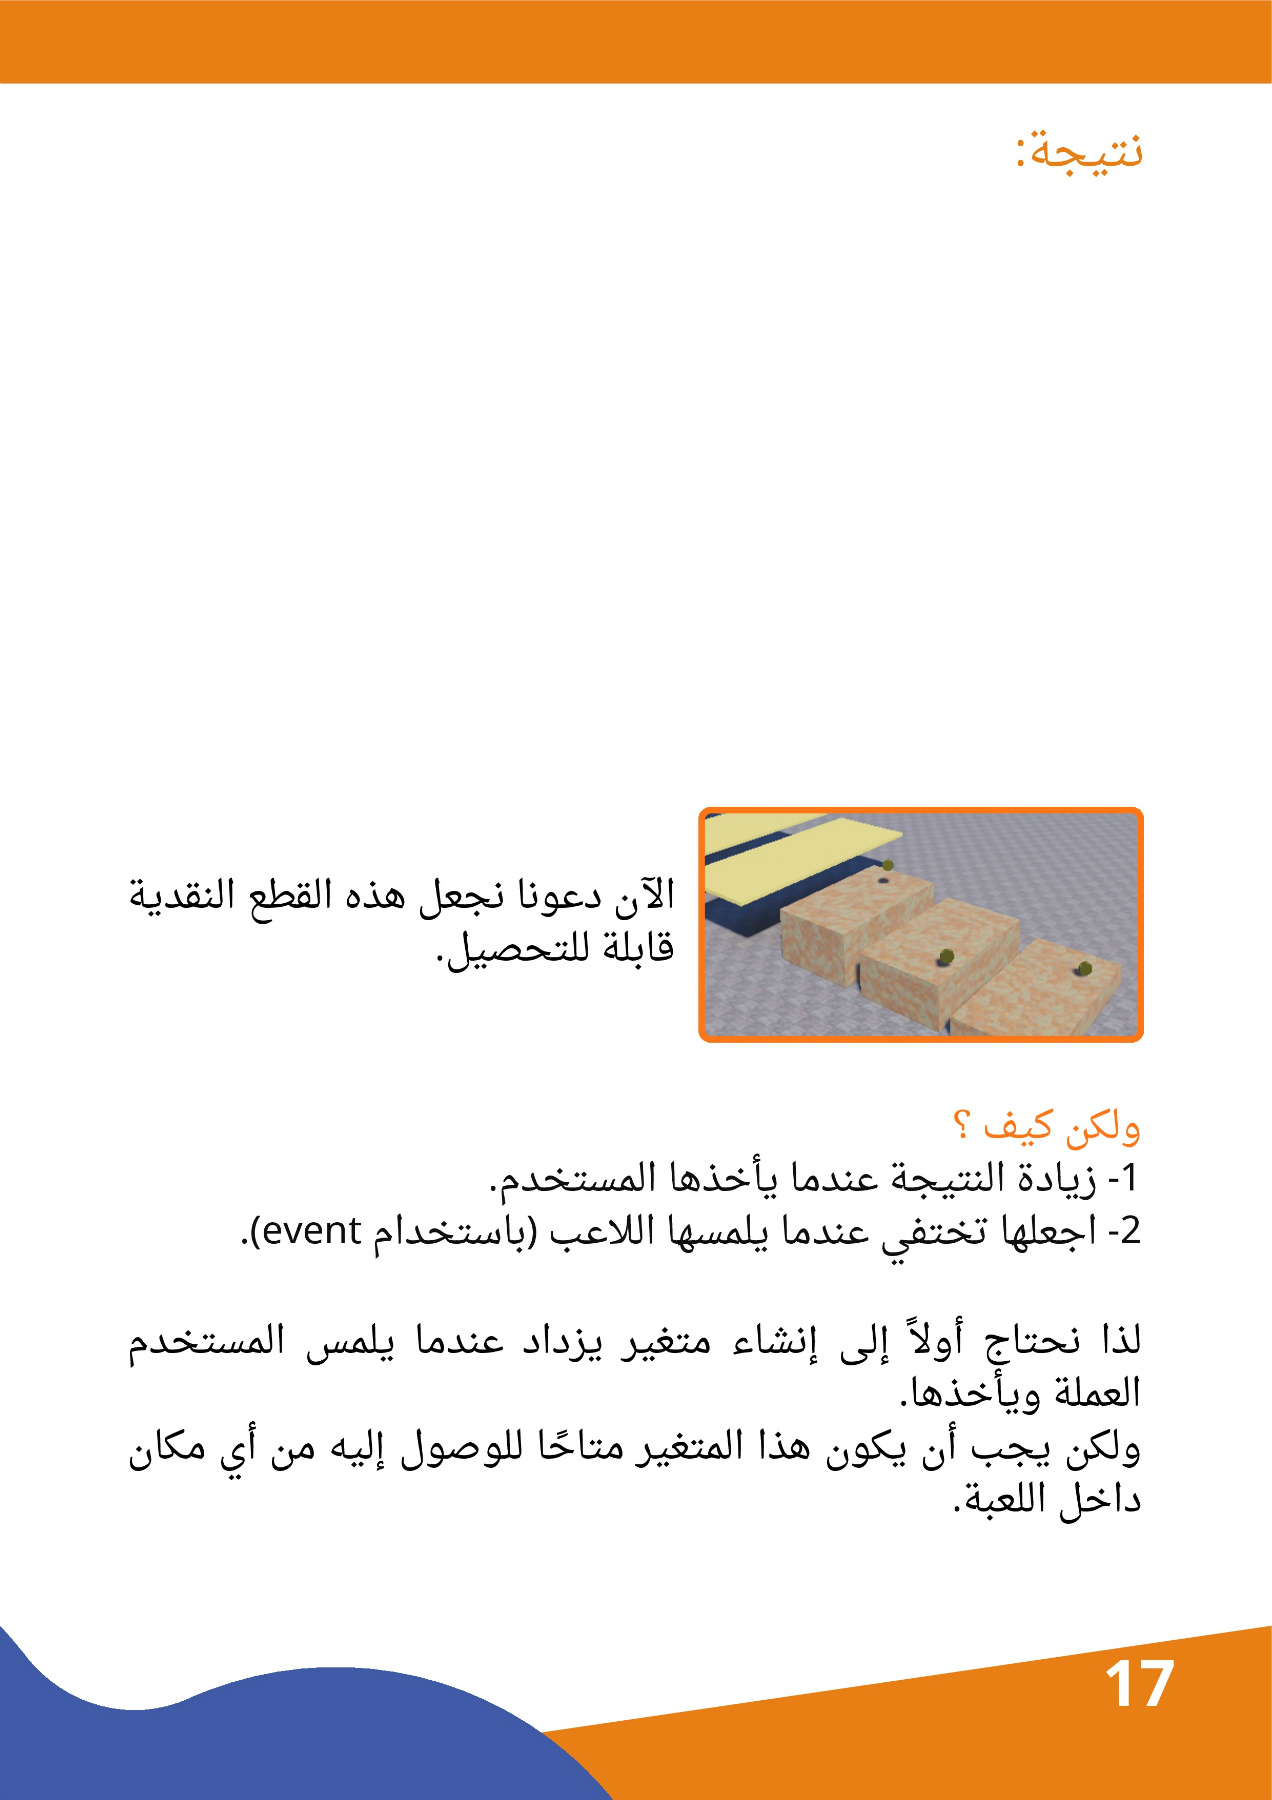 نتيجة:
الآن دعونا نجعل هذه القطع النقدية
قابلة للتحصيل.
ولكن كيف ؟
1- زيادة النتيجة عندما يأخذها المستخدم.
2- اجعلها تختفي عندما يلمسها اللاعب (باستخدام event).
لذا نحتاج أولاً إلى إنشاء متغير يزداد عندما يلمس المستخدم
العملة ويأخذها.
ولكن يجب أن يكون هذا المتغير متاحًا للوصول إليه من أي مكان
داخل اللعبة.
17